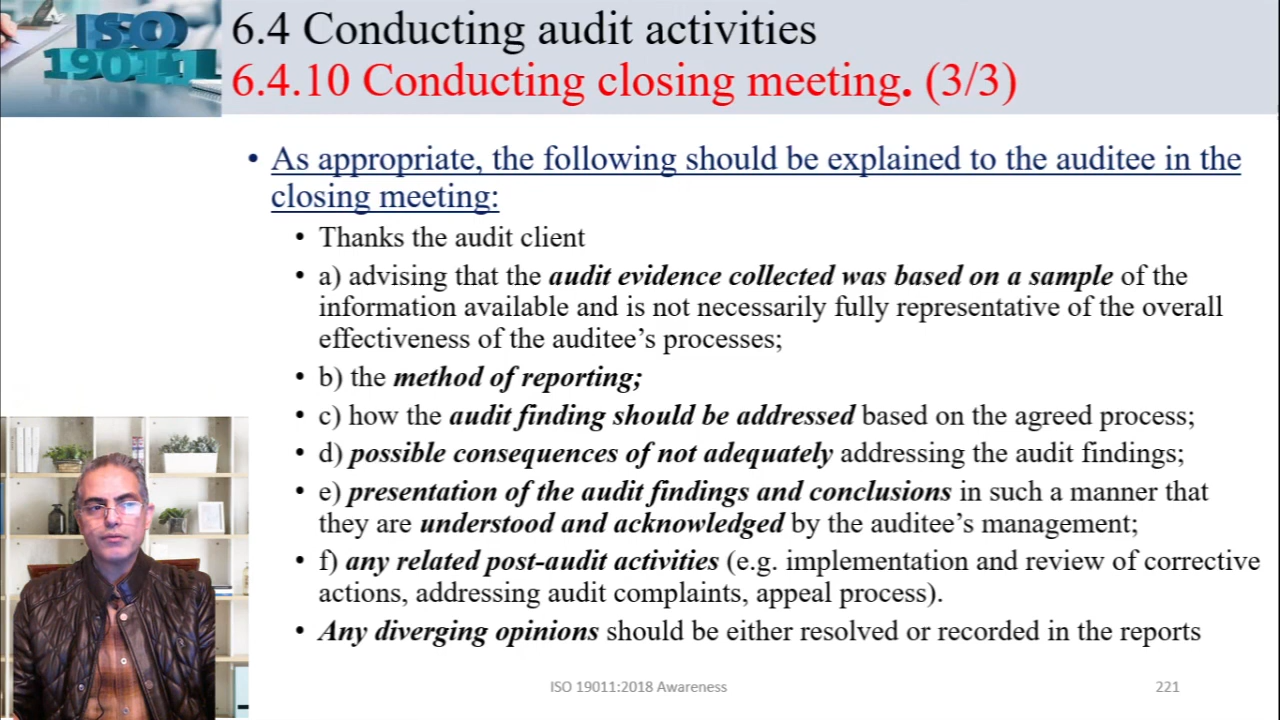 ISO
19011
6.4 Conducting audit activities
6.4.10 Conducting closing meeting. (3/3)
• As appropriate, the following should be explained to the auditee in the
closing meeting:
• Thanks the audit client
• a) advising that the audit evidence collected was based on a sample of the
information available and is not necessarily fully representative of the overall
effectiveness of the auditee’s processes;
• b) the method of reporting;
• c) how the audit finding should be addressed based on the agreed process;
• d) possible consequences of not adequately addressing the audit findings;
• e) presentation of the audit findings and conclusions in such a manner that
they are understood and acknowledged by the auditee’s management;
• f) any related post-audit activities (e.g. implementation and review of corrective
actions, addressing audit complaints, appeal process).
• Any diverging opinions should be either resolved or recorded in the reports
ISO 19011:2018 Awareness
221